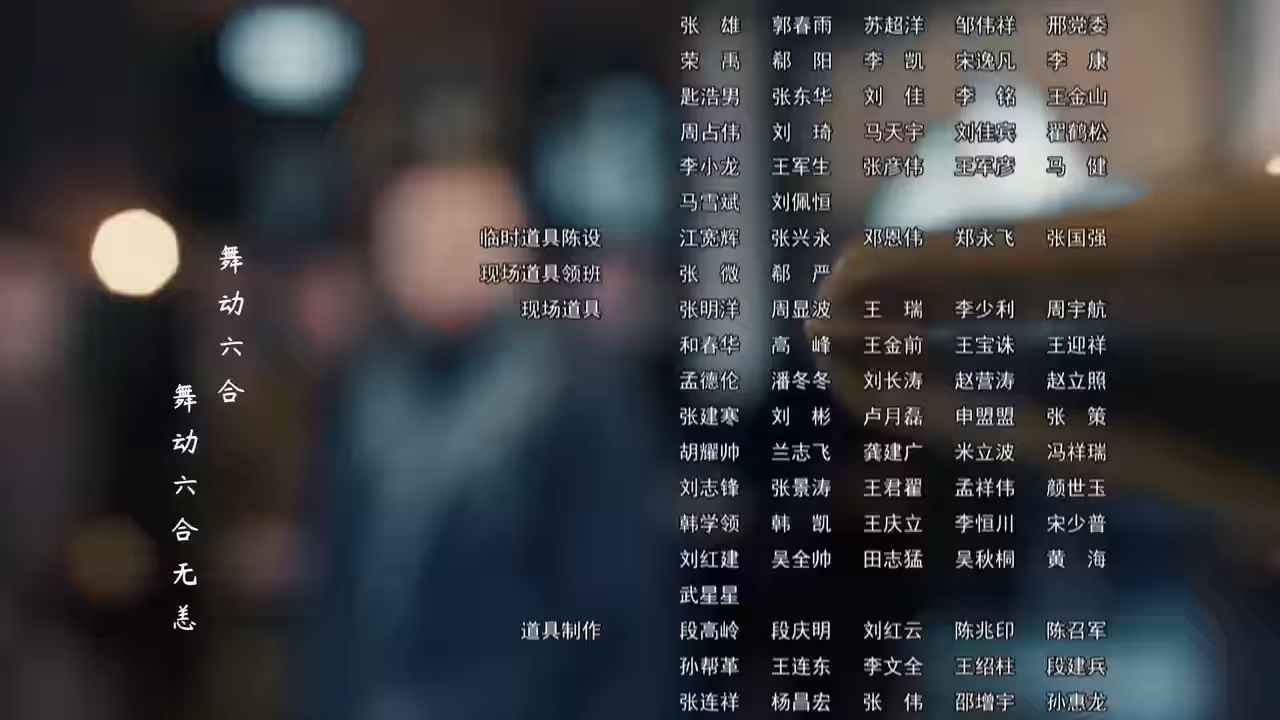 张 雄 郭春雨 苏超洋 邹伟祥 邢党委
荣 禹 郗 阳 李 凯 宋逸凡 李 康
匙浩男 张东华 刘 佳 李 铭 王金山
周占伟 刘 琦 马天宇 刘佳宾 翟鹤松
李小龙 王军生 张彦伟 王军彦 马 健
马雪斌 刘佩恒
临时道具陈设 江宽辉 张兴永 邓恩伟 郑永飞 张国强
现场道具领班 张 微 郗 严
现场道具 张明洋 周显波 王 瑞 李少利 周宇航
和春华 高 峰 王金前 王宝诛 王迎祥
孟德伦 潘冬冬 刘长涛 赵营涛 赵立照
张建寒 刘 彬 卢月磊 申盟盟 张 策
胡耀帅 兰志飞 龚建广 米立波 冯祥瑞
刘志锋 张景涛 王君翟 孟祥伟 颜世玉
韩学领 韩 凯 王庆立 李恒川 宋少普
刘红建 吴全帅 田志猛 吴秋桐 黄 海
武星星
道具制作 段高岭 段庆明 刘红云 陈兆印 陈召军
孙帮革 王连东 李文全 王绍柱 段建兵
张连祥 杨昌宏 张 伟 邵增宇 孙惠龙
舞动六合
舞动六合无恙